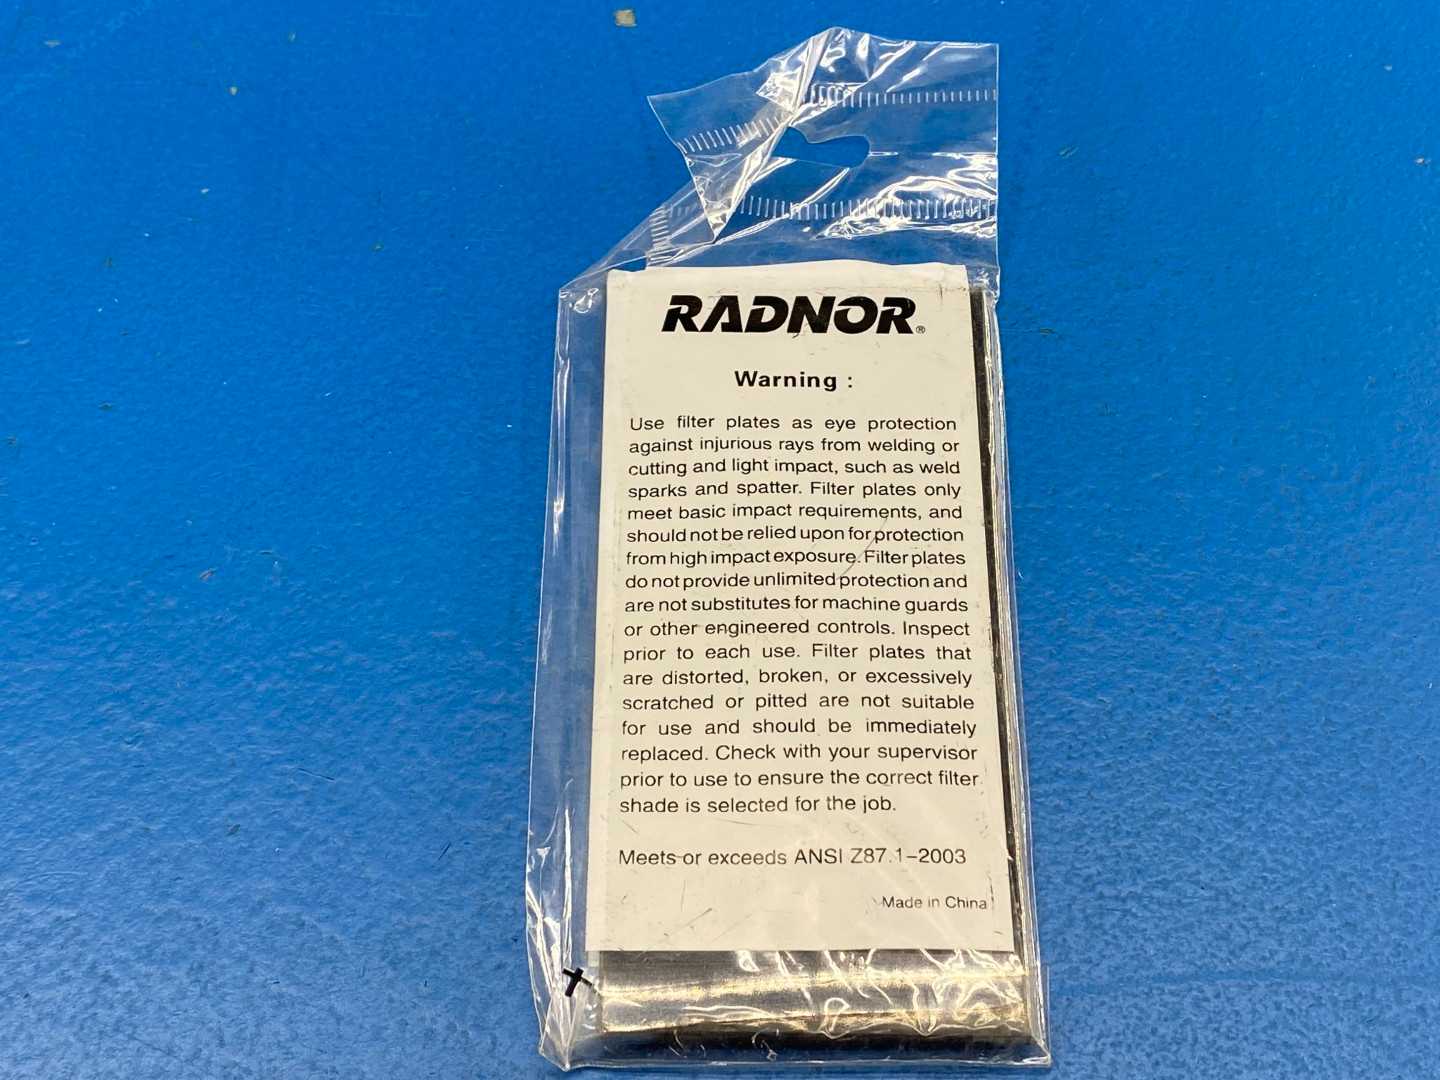 RADNOR®
Warning :
Use filter plates as eye protection
against injurious rays from welding or
cutting and light impact, such as weld
sparks and spatter. Filter plates only
meet basic impact requirements, and
should not be relied upon for protection
from high impact exposure. Filter plates
do not provide unlimited protection and
are not substitutes for machine guards
or other engineered controls. Inspect
prior to each use. Filter plates that
are distorted, broken, or excessively
scratched or pitted are not suitable
for use and should be immediately
replaced. Check with your supervisor
prior to use to ensure the correct filter
shade is selected for the job.
Meets or exceeds ANSI Z87.1-2003
Made in China